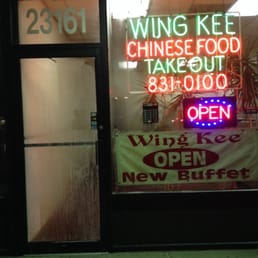 23161
WING KEE
CHINESE FOOD
TAKE OUT
831-0100
OPEN
Wing Kee
OPEN
New Buffet